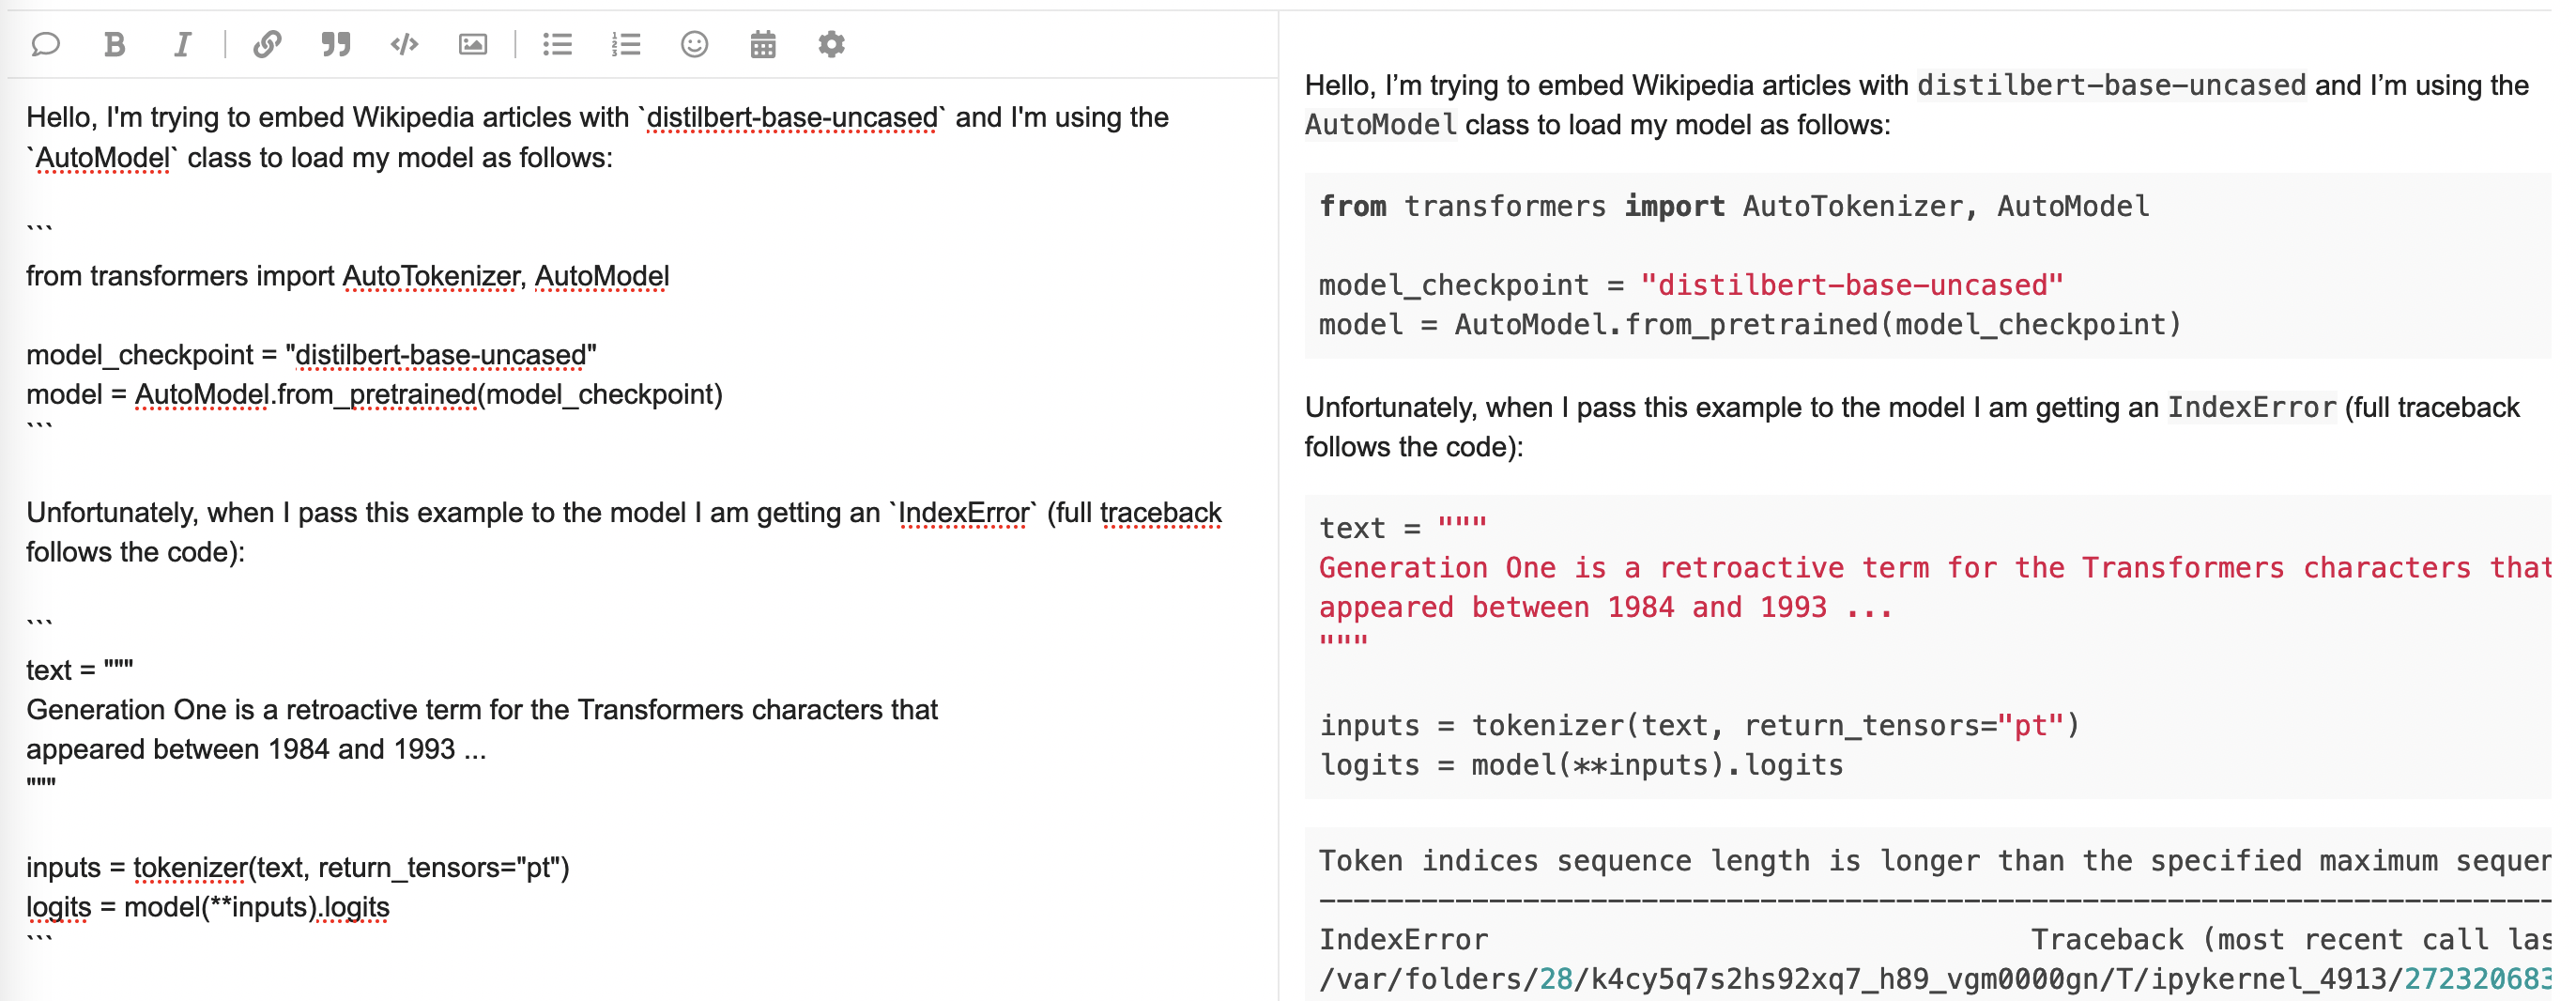 Hello, I'm trying to embed Wikipedia articles with `distilbert-base-uncased` and I'm using the
`AutoModel` class to load my model as follows:
```
from transformers import AutoTokenizer, AutoModel
model_checkpoint = "distilbert-base-uncased"
model = AutoModel.from_pretrained(model_checkpoint)
```
Unfortunately, when I pass this example to the model I am getting an `IndexError` (full traceback
follows the code):
```
text = """
Generation One is a retroactive term for the Transformers characters that
appeared between 1984 and 1993 ...
"""
inputs = tokenizer(text, return_tensors="pt")
logits = model(**inputs).logits
```
Hello, I’m trying to embed Wikipedia articles with distilbert-base-uncased and I’m using the
AutoModel class to load my model as follows:
from transformers import AutoTokenizer, AutoModel
model_checkpoint = "distilbert-base-uncased"
model = AutoModel.from_pretrained(model_checkpoint)
Unfortunately, when I pass this example to the model I am getting an IndexError (full traceback
follows the code):
text = """
Generation One is a retroactive term for the Transformers characters that
appeared between 1984 and 1993 ...
"""
inputs = tokenizer(text, return_tensors="pt")
logits = model(**inputs).logits
Token indices sequence length is longer than the specified maximum sequen
---------------------------------------------------------------------------
IndexError Traceback (most recent call las
/var/folders/28/k4cy5q7s2hs92xq7_h89_vgm0000gn/T/ipykernel_4913/272320683